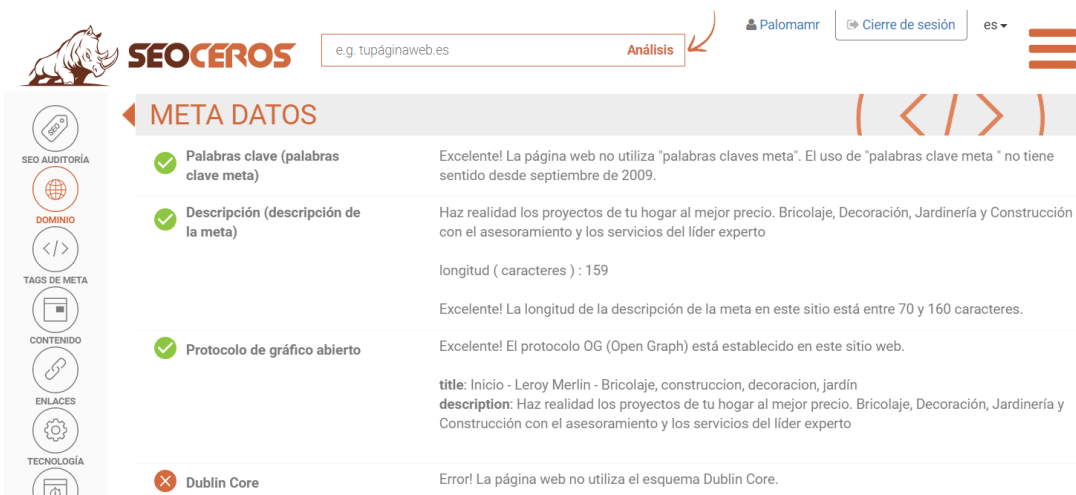 Palomamr
Cierre de sesión
es
SEOCEROS
e.g. tupáginaweb.es
Análisis
META DATOS
SEO
SEO AUDITORÍA
DOMINIO
TAGS DE META
CONTENIDO
ENLACES
TECNOLOGÍA
Palabras clave (palabras
clave meta)
Excelente! La página web no utiliza "palabras claves meta". El uso de "palabras clave meta " no tiene
sentido desde septiembre de 2009.
Descripción (descripción de
la meta)
Haz realidad los proyectos de tu hogar al mejor precio. Bricolaje, Decoración, Jardinería y Construcción
con el asesoramiento y los servicios del líder experto
longitud ( caracteres ) : 159
Excelente! La longitud de la descripción de la meta en este sitio está entre 70 y 160 caracteres.
Protocolo de gráfico abierto
Excelente! El protocolo OG (Open Graph) está establecido en este sitio web.
title: Inicio - Leroy Merlin - Bricolaje, construccion, decoracion, jardín
description: Haz realidad los proyectos de tu hogar al mejor precio. Bricolaje, Decoración, Jardinería y
Construcción con el asesoramiento y los servicios del líder experto
Dublin Core
Error! La página web no utiliza el esquema Dublin Core.